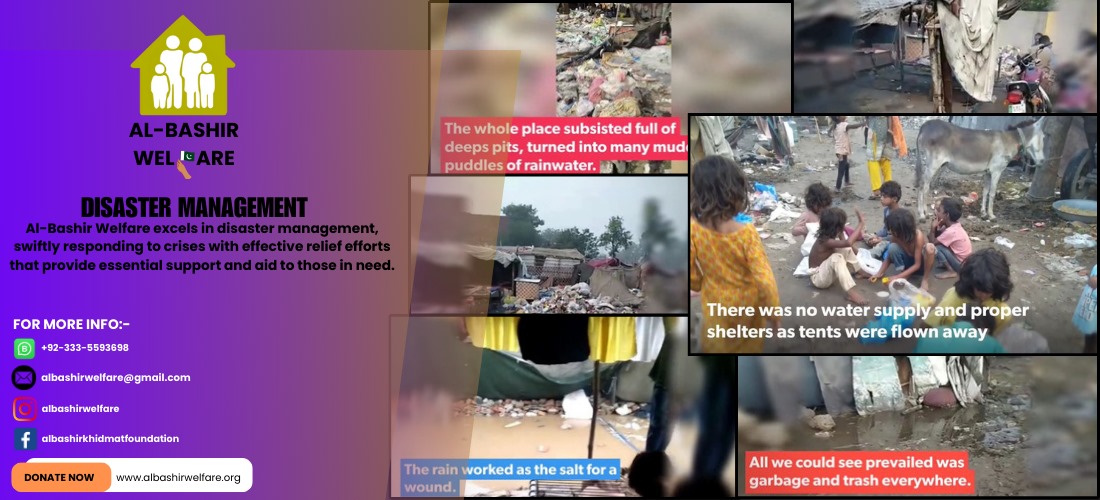 AL-BASHIR
WELFARE
DISASTER MANAGEMENT
Al-Bashir Welfare excels in disaster management,
swiftly responding to crises with effective relief efforts
that provide essential support and aid to those in need.
FOR MORE INFO:-
+92-333-5593698
albashirwelfare@gmail.com
albashirwelfare
albashirkhidmatfoundation
DONATE NOW
www.albashirwelfare.org
The whole place subsisted full of
deeps pits, turned into many mudd
puddles of rainwater.
There was no water supply and proper
shelters as tents were flown away
The rain worked as the salt for a
wound.
All we could see prevailed was
garbage and trash everywhere.